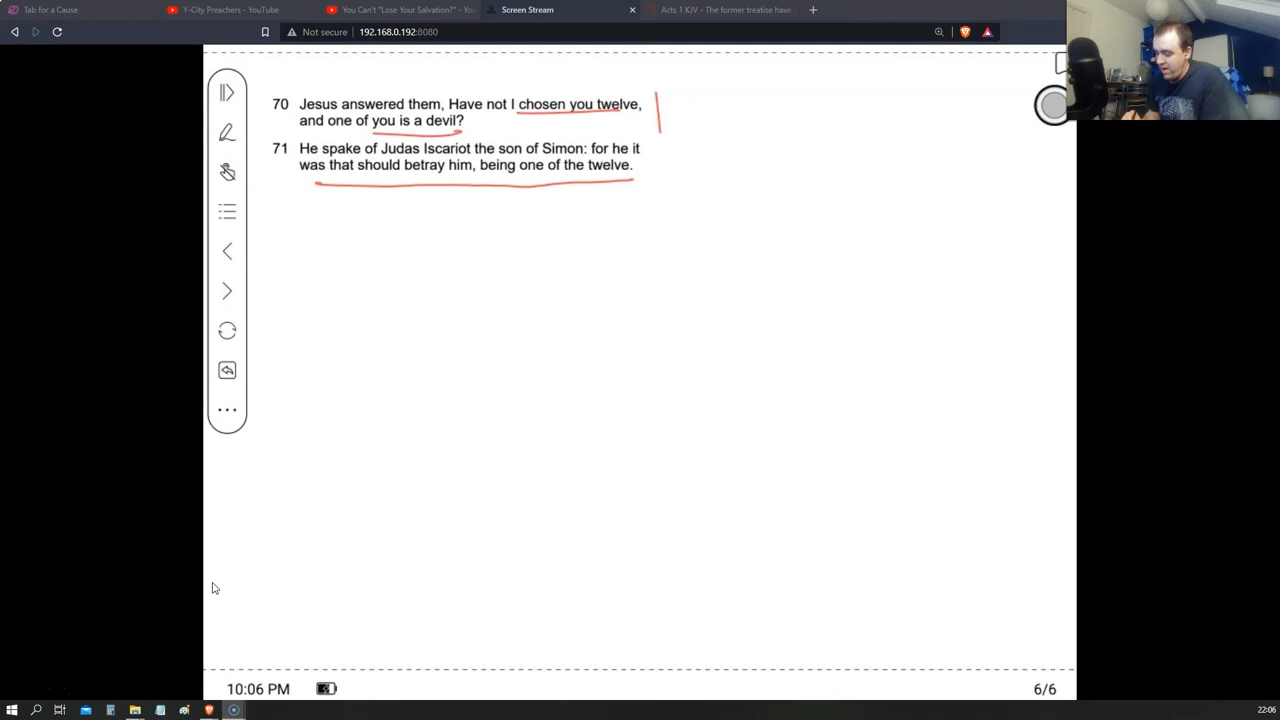 Tab for a Cause
Y-City Preachers - YouTube
You Can't "Lose Your Salvation?" - You
Screen Stream
Acts 1 KJV - The former treatise have
Not secure 192.168.0.192:8080
70 Jesus answered them, Have not I chosen you twelve,
and one of you is a devil?
71 He spake of Judas Iscariot the son of Simon: for he it
was that should betray him, being one of the twelve.
10:06 PM
6/6
22:06